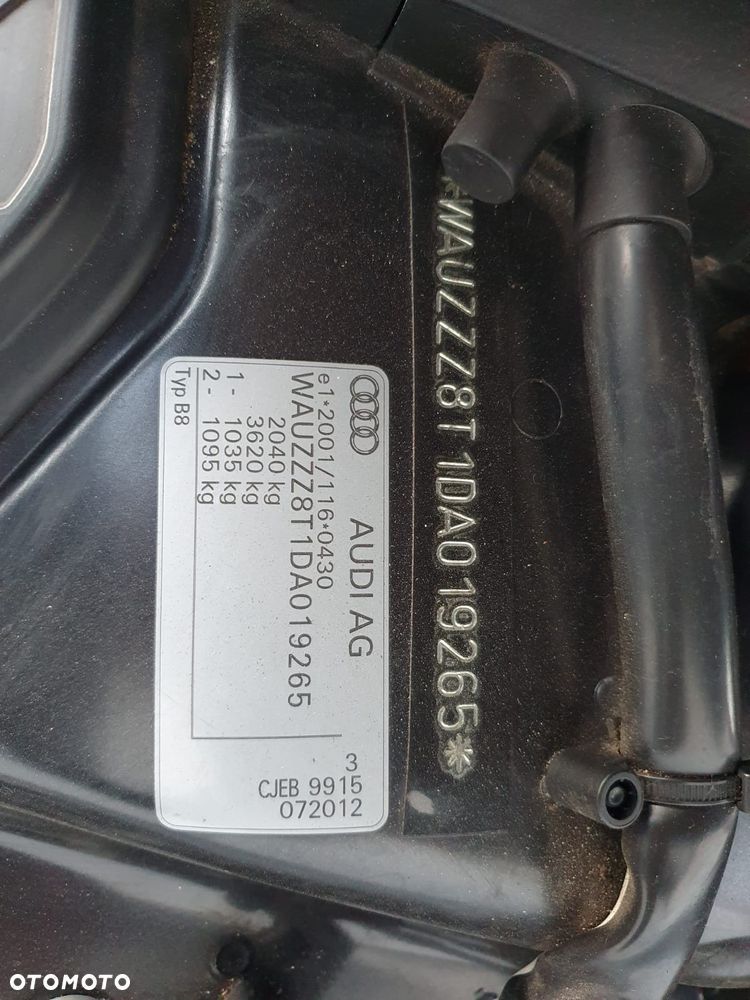 *WAUZZZ8T1DA019265*
AUDI AG
e1*2001/116*0430
WAUZZZ8T1DA019265
2040 kg
3620 kg
1- 1035 kg
2- 1095 kg
Typ B8
3
CJEB 9915
072012
OTOMOTO